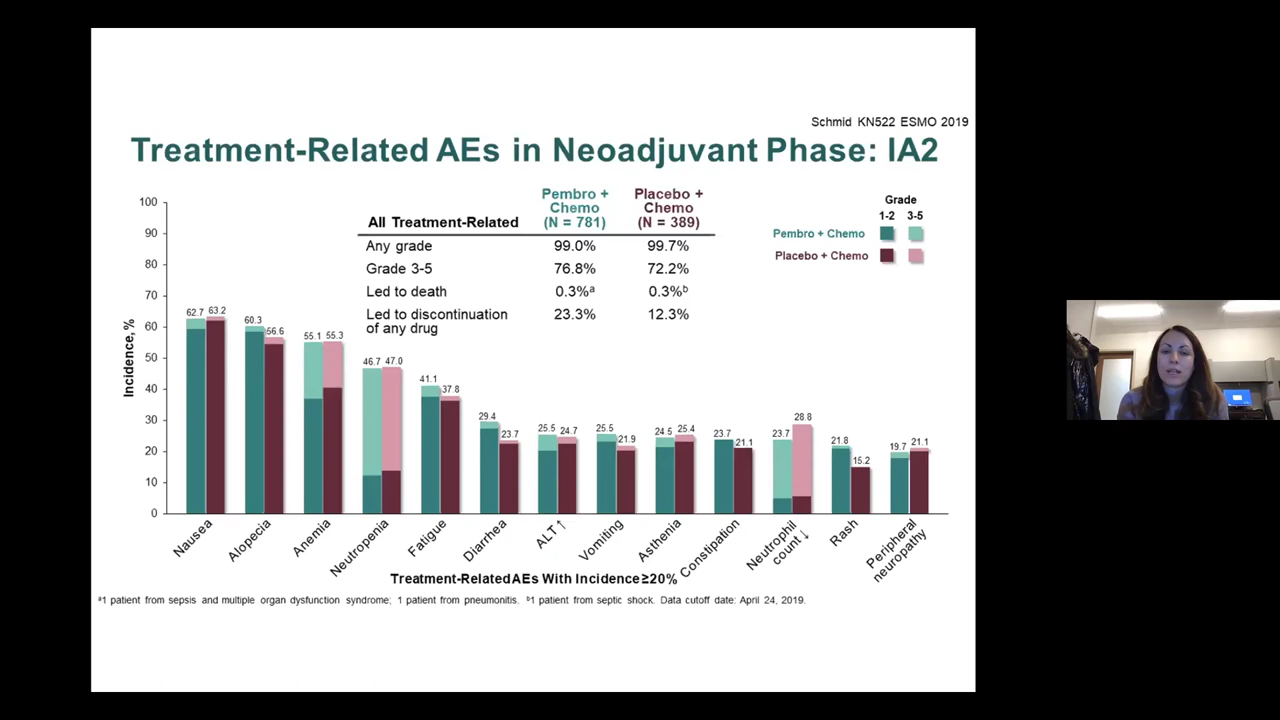 Schmid KN522 ESMO 2019
Treatment-Related AEs in Neoadjuvant Phase: IA2
Incidence, %
100
90
80
70
60
50
40
30
20
10
0
All Treatment-Related
Pembro + Chemo (N = 781)
Placebo + Chemo (N = 389)
Any grade 99.0% 99.7%
Grade 3-5 76.8% 72.2%
Led to death 0.3%a 0.3%b
Led to discontinuation of any drug 23.3% 12.3%
Grade
1-2 3-5
Pembro + Chemo
Placebo + Chemo
62.7 63.2
60.3 56.6
55.1 55.3
46.7 47.0
41.1 37.8
29.4 23.7
25.5 24.7
25.5 21.9
24.5 25.4
23.7 21.1
23.7 28.8
21.8 15.2
19.7 21.1
Nausea
Alopecia
Anemia
Neutropenia
Fatigue
Diarrhea
ALT↑
Vomiting
Asthenia
Constipation
Neutrophil count↓
Rash
Peripheral neuropathy
Treatment-Related AEs With Incidence ≥20%
a1 patient from sepsis and multiple organ dysfunction syndrome; 1 patient from pneumonitis. b1 patient from septic shock. Data cutoff date: April 24, 2019.